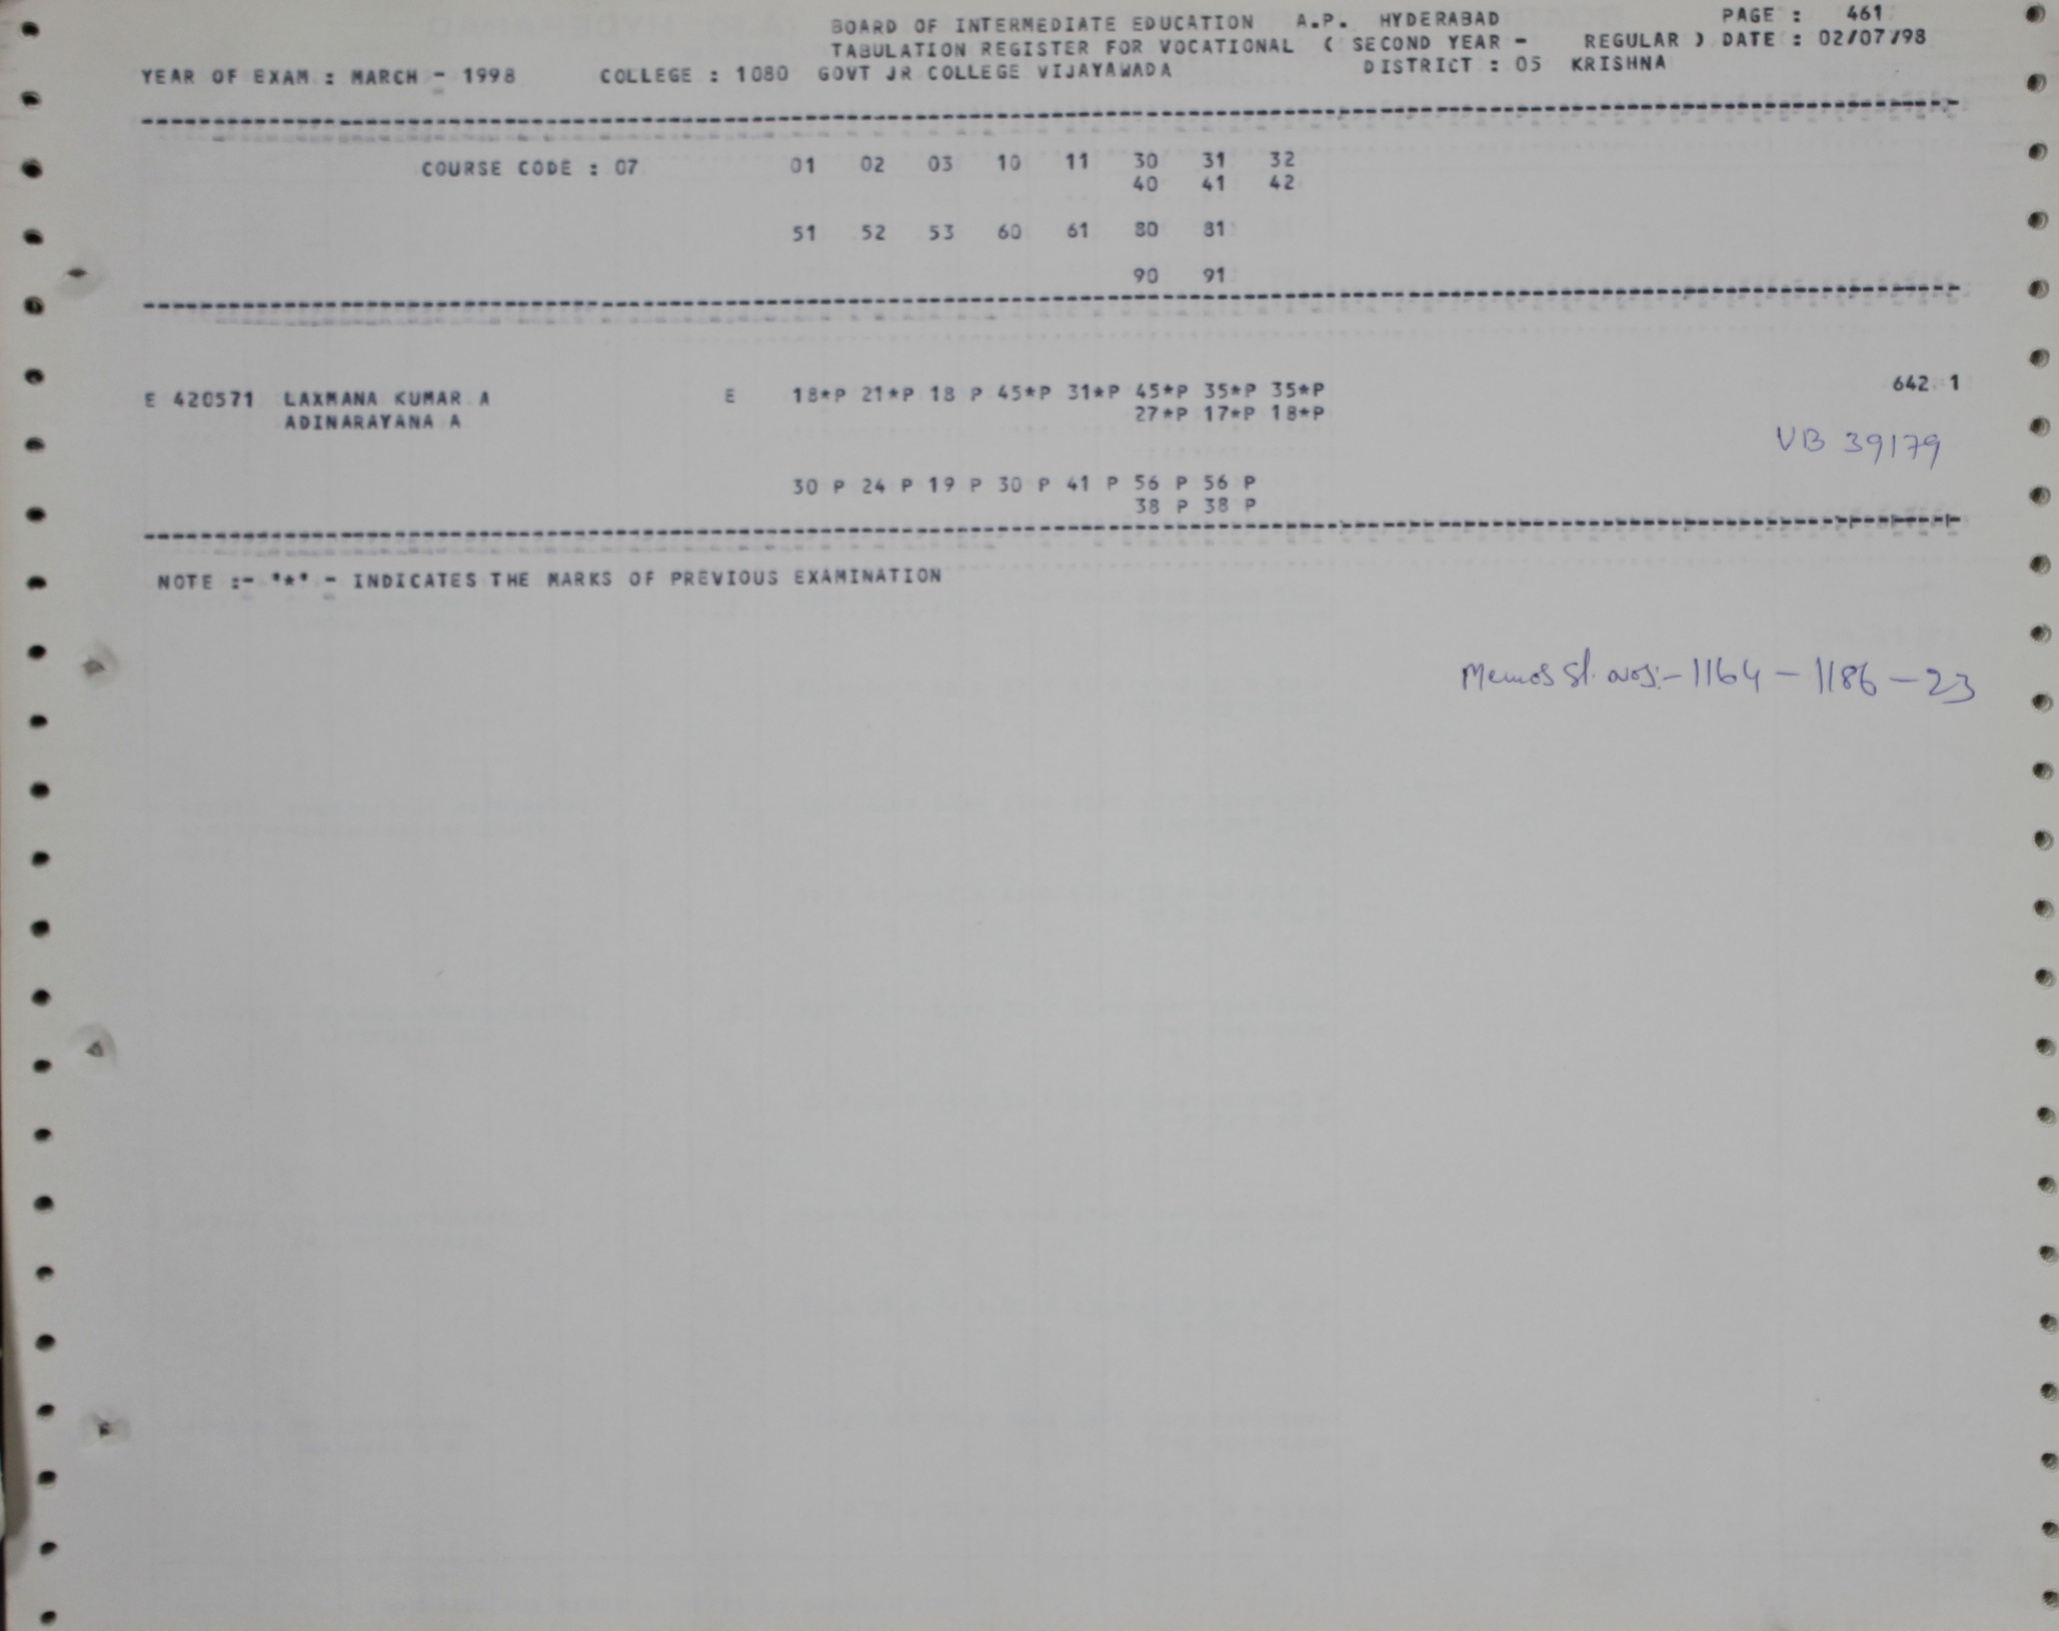 BOARD OF INTERMEDIATE EDUCATION A.P. HYDERABAD PAGE : 461
TABULATION REGISTER FOR VOCATIONAL ( SECOND YEAR - REGULAR ) DATE : 02/07/98
YEAR OF EXAM : MARCH - 1998 COLLEGE : 1080 GOVT JR COLLEGE VIJAYAWADA DISTRICT : 05 KRISHNA
COURSE CODE : 07 01 02 03 10 11 30 31 32
40 41 42
51 52 53 60 61 80 81
90 91
E 420571 LAXMANA KUMAR A E 18*P 21*P 18 P 45*P 31*P 45*P 35*P 35*P 642 1
ADINARAYANA A 27*P 17*P 18*P
VB 39179
30 P 24 P 19 P 30 P 41 P 56 P 56 P
38 P 38 P
NOTE :- '*' - INDICATES THE MARKS OF PREVIOUS EXAMINATION
Memos Sl. nos:- 1164 - 1186 - 23